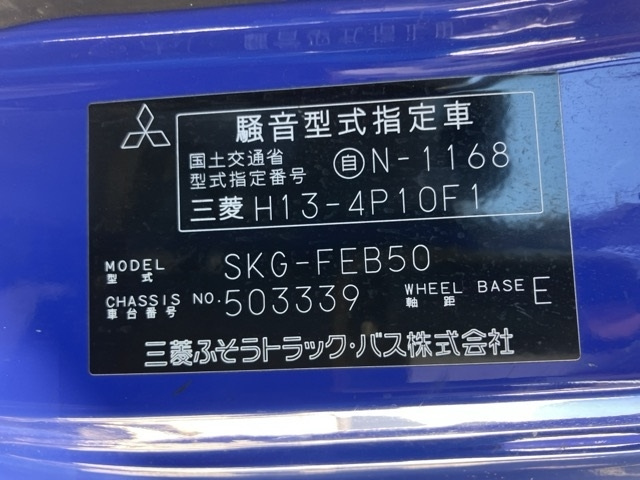 騒音型式指定車
国土交通省
型式指定番号
自N-1168
三菱 H13-4P10F1
MODEL
型式
SKG-FEB50
CHASSIS NO.
車台番号
503339
WHEEL BASE
軸距
E
三菱ふそうトラック・バス株式会社